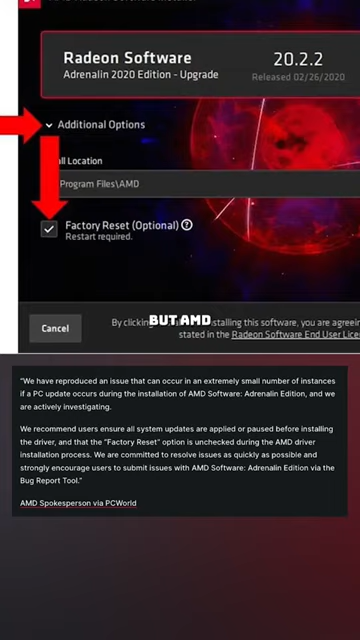 Radeon Software
Adrenalin 2020 Edition - Upgrade
20.2.2
Released 02/26/2020
Additional Options
Location
Program Files\AMD
Factory Reset (Optional) ?
Restart required.
BUT AMD
Cancel
By clicking
stalling this software, you are agreein
stated in the Radeon Software End User Lice
"We have reproduced an issue that can occur in an extremely small number of instances
if a PC update occurs during the installation of AMD Software: Adrenalin Edition, and we
are actively investigating.
We recommend users ensure all system updates are applied or paused before installing
the driver, and that the "Factory Reset" option is unchecked during the AMD driver
installation process. We are committed to resolve issues as quickly as possible and
strongly encourage users to submit issues with AMD Software: Adrenalin Edition via the
Bug Report Tool."
AMD Spokesperson via PCWorld